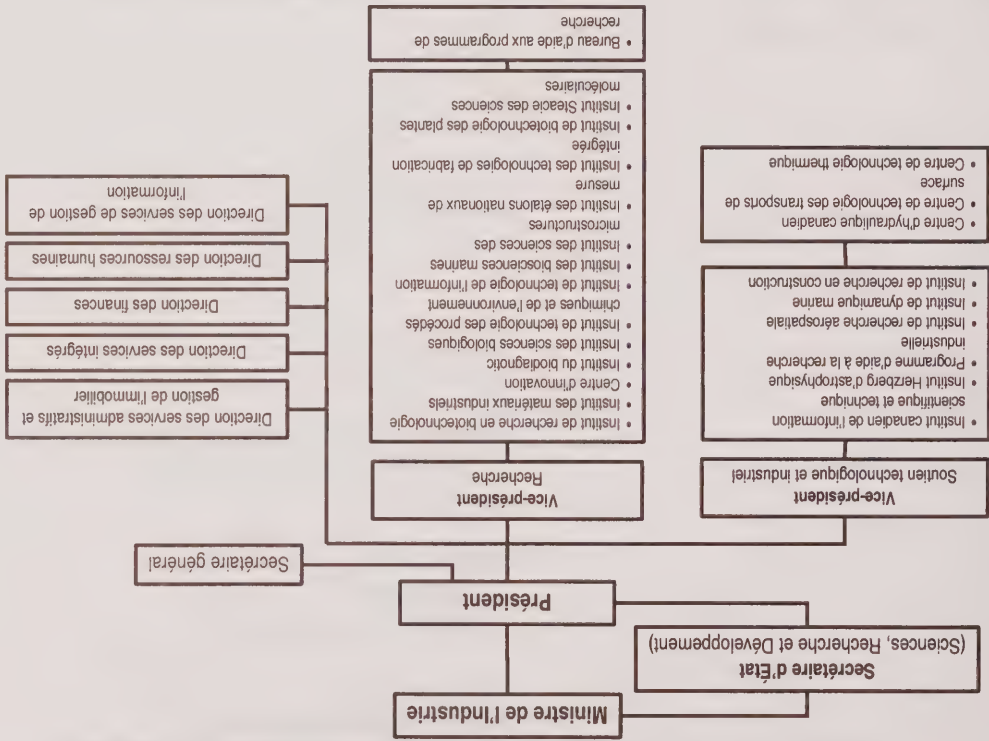 Ministre de l'Industrie
Secrétaire d'État
(Sciences, Recherche et Développement)
Président
Secrétaire général
Vice-président
Soutien technologique et industriel
• Institut canadien de l'information
scientifique et technique
• Institut Herzberg d'astrophysique
• Programme d'aide à la recherche
industrielle
• Institut de recherche aérospatiale
• Institut de dynamique marine
• Institut de recherche en construction
• Centre d'hydraulique canadien
• Centre de technologie des transports de
surface
• Centre de technologie thermique
Vice-président
Recherche
• Institut de recherche en biotechnologie
• Institut des matériaux industriels
• Centre d'innovation
• Institut du biodiagnotic
• Institut des sciences biologiques
• Institut de technologie des procédés
chimiques et de l'environnement
• Institut de technologie de l'information
• Institut des biosciences marines
• Institut des sciences des
microstructures
• Institut des étalons nationaux de
mesure
• Institut des technologies de fabrication
intégrée
• Institut de biotechnologie des plantes
• Institut Steacie des sciences
moléculaires
• Bureau d'aide aux programmes de
recherche
Direction des services administratifs et
gestion de l'immobilier
Direction des services intégrés
Direction des finances
Direction des ressources humaines
Direction des services de gestion de
l'information